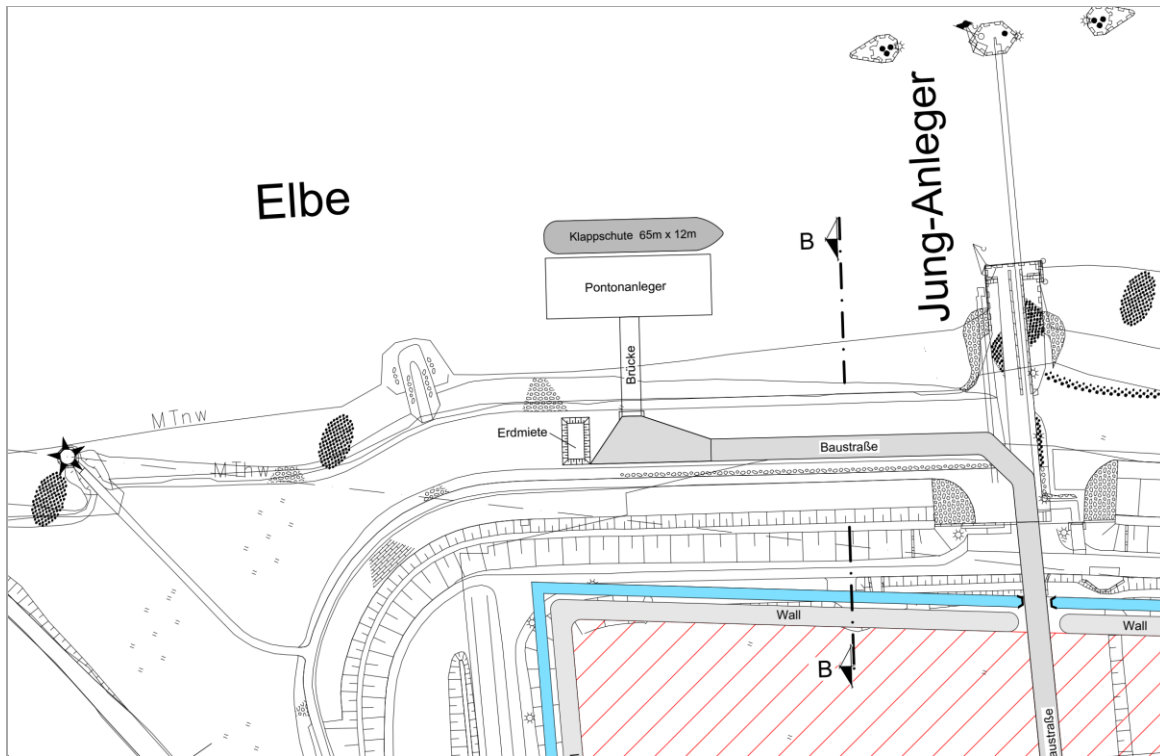 Elbe
Jung-Anleger
B
Klappschute 65m x 12m
Pontonanleger
Brücke
MTnw
Erdmiete
Baustraße
MThw
Wall
Wall
B
Baustraße